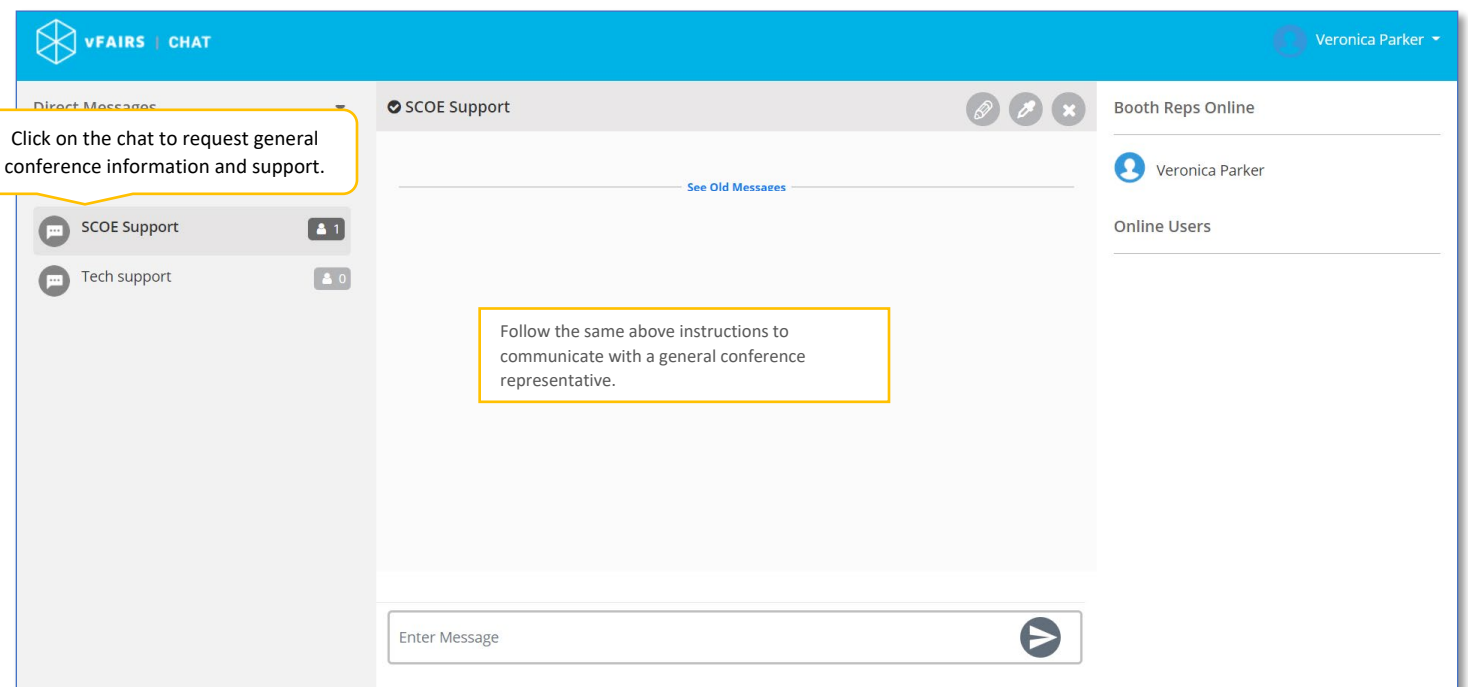 VFAIRS | CHAT
Veronica Parker
Direct Messages
Click on the chat to request general
conference information and support.
SCOE Support
1
Tech support
0
SCOE Support
See Old Messages
Follow the same above instructions to
communicate with a general conference
representative.
Enter Message
Booth Reps Online
Veronica Parker
Online Users